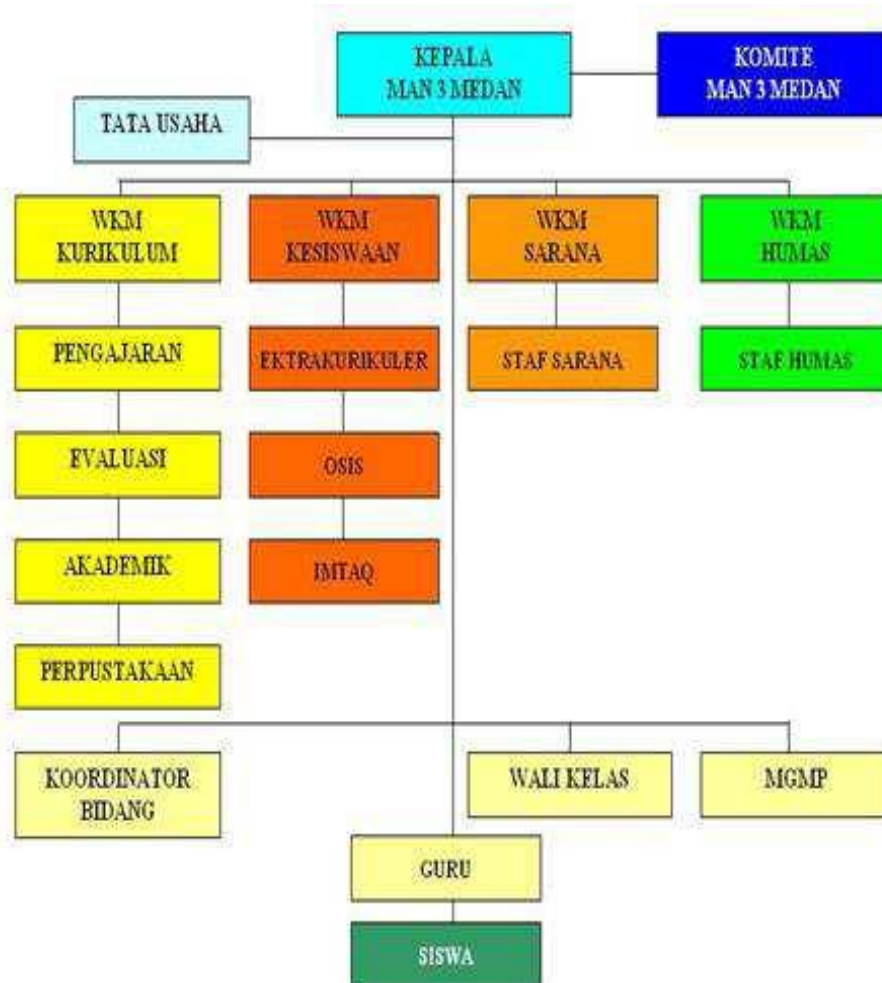 KEPALA
MAN 3 MEDAN
KOMITE
MAN 3 MEDAN
TATA USAHA
WKM
KURIKULUM
WKM
KESISWAAN
WKM
SARANA
WKM
HUMAS
PENGAJARAN
EKTRAKURIKULER
STAF SARANA
STAF HUMAS
EVALUASI
OSIS
AKADEMIK
IMTAQ
PERPUSTAKAAN
KOORDINATOR
BIDANG
WALI KELAS
MGMP
GURU
SISWA